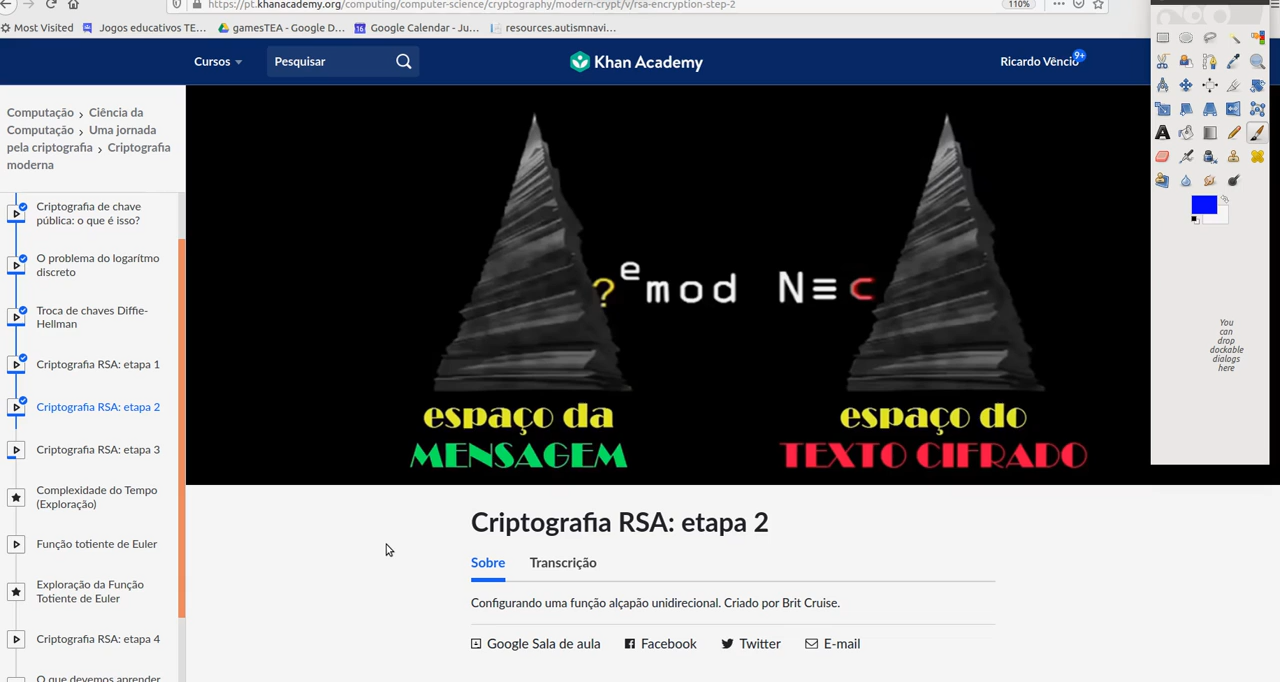 https://pt.khanacademy.org/computing/computer-science/cryptography/modern-crypt/v/rsa-encryption-step-2
110%
Most Visited
Jogos educativos TE...
gamesTEA - Google D...
Google Calendar - Ju...
resources.autismnavi...
Cursos
Pesquisar
Khan Academy
Ricardo Vêncio
9+
Computação > Ciência da
Computação > Uma jornada
pela criptografia > Criptografia
moderna
Criptografia de chave
pública: o que é isso?
O problema do logarítmo
discreto
Troca de chaves Diffie-
Hellman
Criptografia RSA: etapa 1
Criptografia RSA: etapa 2
Criptografia RSA: etapa 3
Complexidade do Tempo
(Exploração)
Função totiente de Euler
Exploração da Função
Totiente de Euler
Criptografia RSA: etapa 4
O que devemos aprender
?^e mod N≡c
espaço da
MENSAGEM
espaço do
TEXTO CIFRADO
You
can
drop
dockable
dialogs
here
Criptografia RSA: etapa 2
Sobre
Transcrição
Configurando uma função alçapão unidirecional. Criado por Brit Cruise.
Google Sala de aula
Facebook
Twitter
E-mail